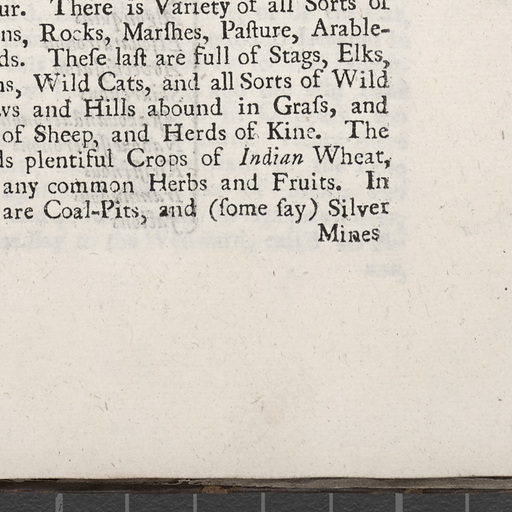 ur. There is Variety of all Sorts of
ns, Rocks, Marſhes, Paſture, Arable-
ds. Theſe laſt are full of Stags, Elks,
ns, Wild Cats, and all Sorts of Wild
ws and Hills abound in Graſs, and
of Sheep, and Herds of Kine. The
ds plentiful Crops of Indian Wheat,
any common Herbs and Fruits. In
are Coal-Pits, and (ſome ſay) Silver
Mines